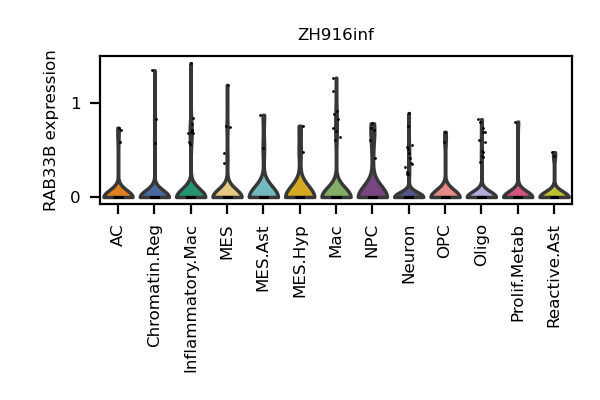 ZH916inf
RAB33B expression
1
0
AC
Chromatin.Reg
Inflammatory.Mac
MES
MES.Ast
MES.Hyp
Mac
NPC
Neuron
OPC
Oligo
Prolif.Metab
Reactive.Ast